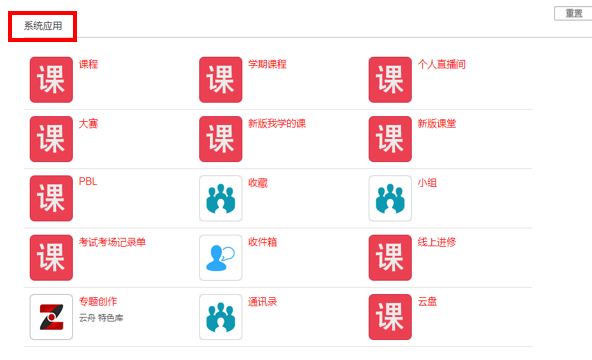 重置
系统应用
课 课程
课 学期课程
课 个人直播间
课 大赛
课 新版我学的课
课 新版课堂
课 PBL
收藏
小组
课 考试考场记录单
收件箱
课 线上进修
专题创作
云舟 特色库
通讯录
课 云盘